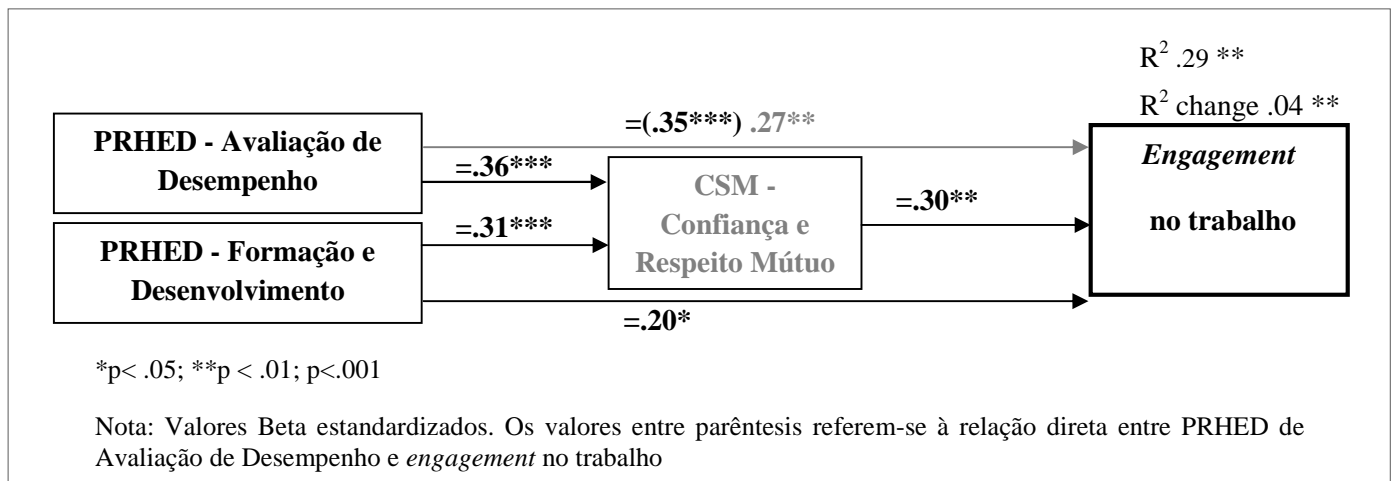 R² .29 **
R² change .04 **
PRHED - Avaliação de
Desempenho
=(.35***) .27**
=.36***
CSM -
Confiança e
Respeito Mútuo
=.30**
Engagement
no trabalho
PRHED - Formação e
Desenvolvimento
=.31***
=.20*
*p< .05; **p < .01; p<.001
Nota: Valores Beta estandardizados. Os valores entre parêntesis referem-se à relação direta entre PRHED de
Avaliação de Desempenho e engagement no trabalho